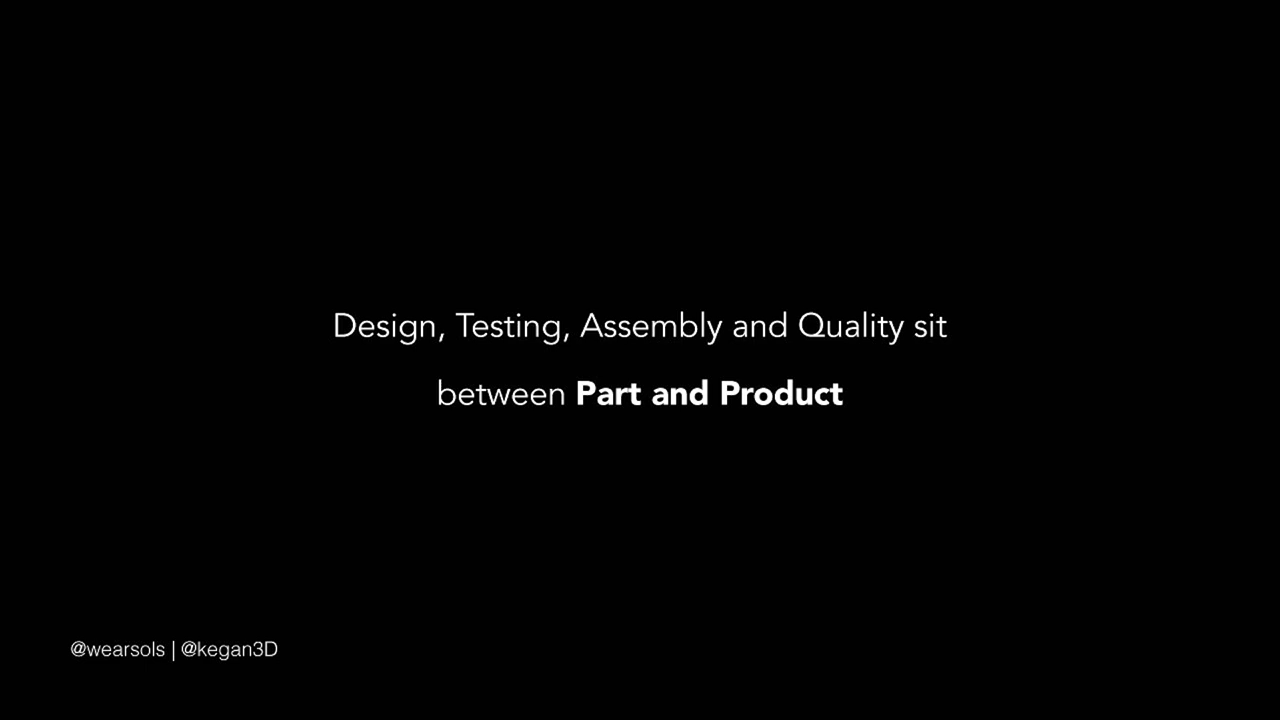 Design, Testing, Assembly and Quality sit
between Part and Product
@wearsols | @kegan3D